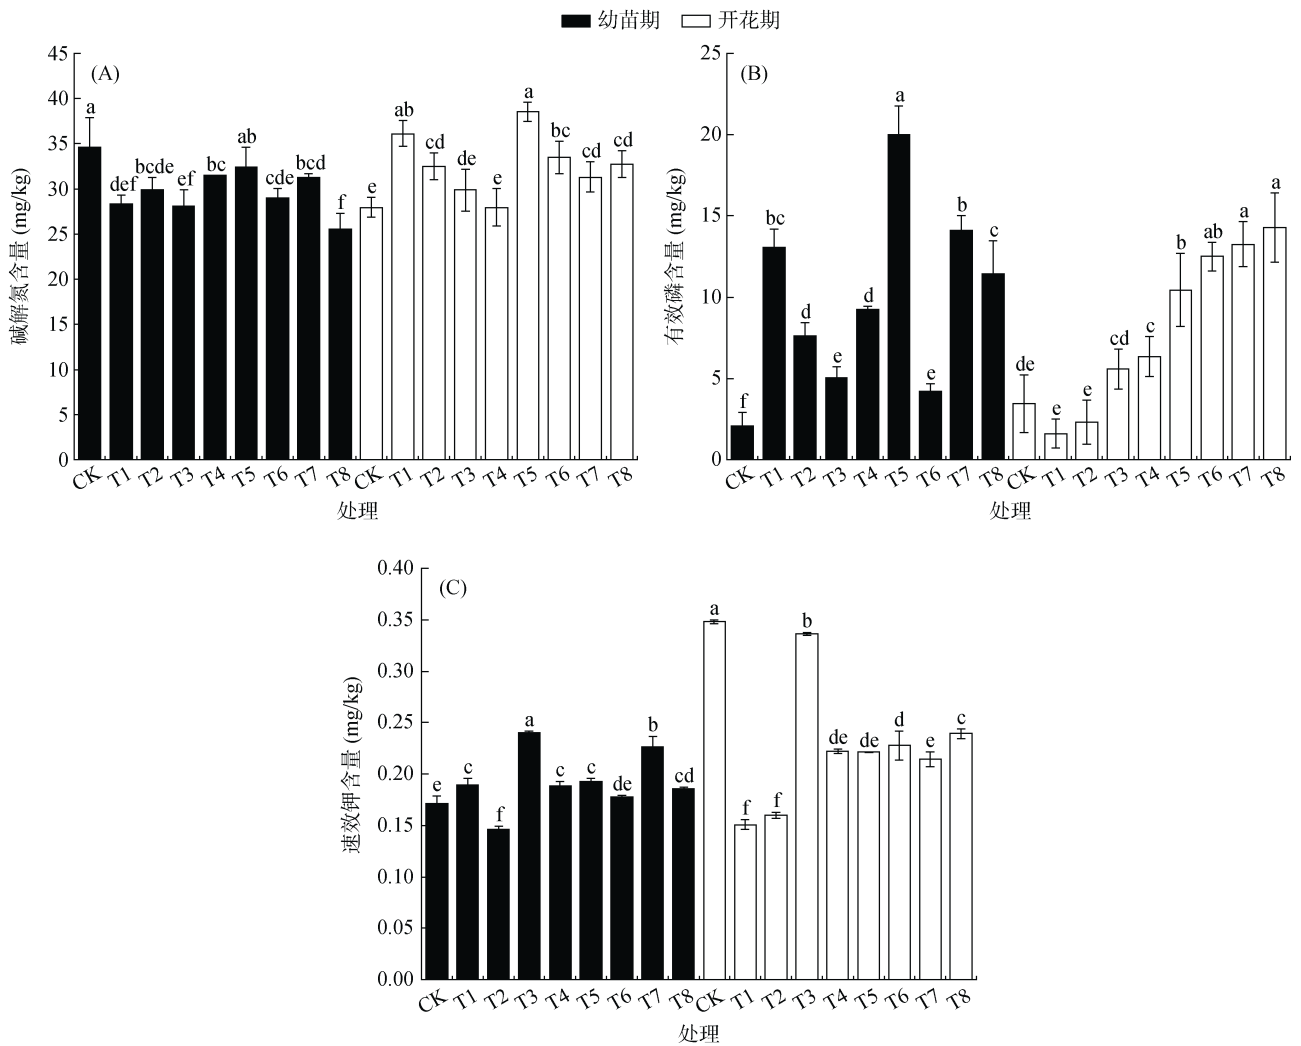 幼苗期 开花期
(A)
碱解氮含量 (mg/kg)
45
40
35
30
25
20
15
10
5
0
a def bcde ef bc ab cde bcd f e ab cd de e a bc cd cd
CK T1 T2 T3 T4 T5 T6 T7 T8 CK T1 T2 T3 T4 T5 T6 T7 T8
处理
(B)
有效磷含量 (mg/kg)
25
20
15
10
5
0
f bc d e d a e b c de e e cd c b ab a a
CK T1 T2 T3 T4 T5 T6 T7 T8 CK T1 T2 T3 T4 T5 T6 T7 T8
处理
(C)
速效钾含量 (mg/kg)
0.40
0.35
0.30
0.25
0.20
0.15
0.10
0.05
0.00
e c f a c c de b cd a f f b de de d e c
CK T1 T2 T3 T4 T5 T6 T7 T8 CK T1 T2 T3 T4 T5 T6 T7 T8
处理